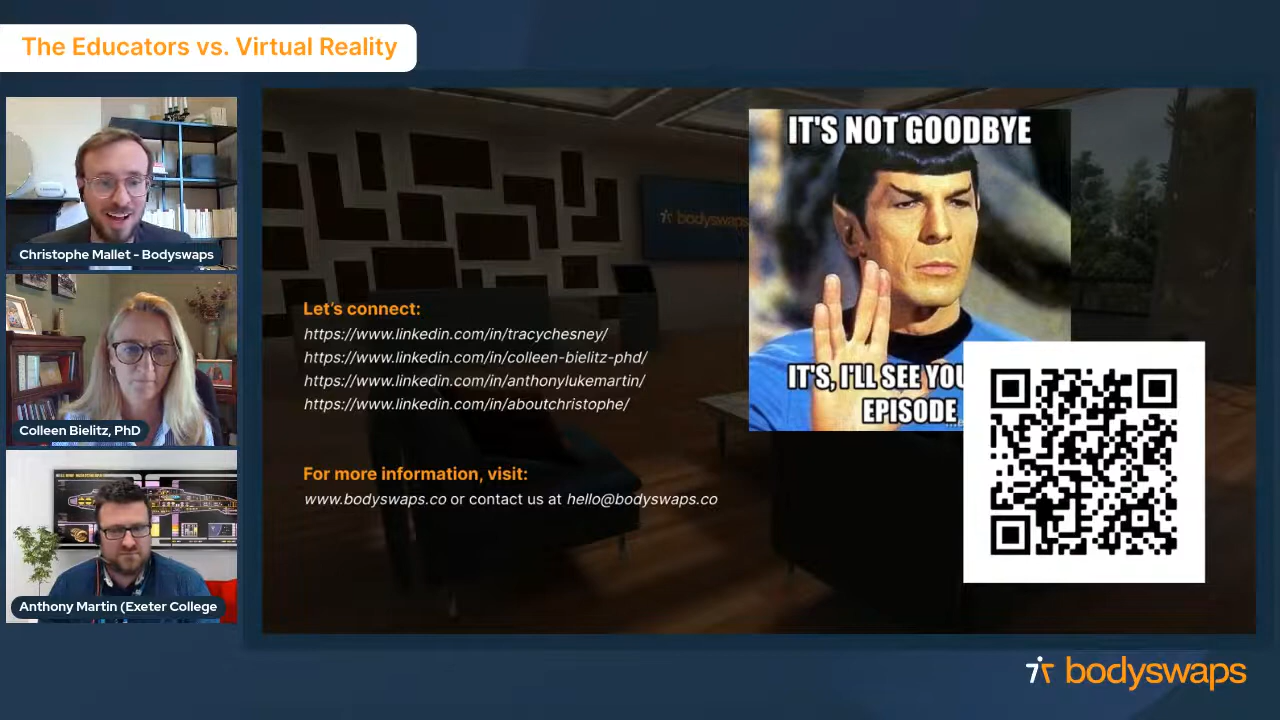 The Educators vs. Virtual Reality
Christophe Mallet - Bodyswaps
Colleen Bielitz, PhD
Anthony Martin (Exeter College
bodyswaps
IT'S NOT GOODBYE
IT'S, I'LL SEE YOU
EPISODE
Let's connect:
https://www.linkedin.com/in/tracychesney/
https://www.linkedin.com/in/colleen-bielitz-phd/
https://www.linkedin.com/in/anthonylukemartin/
https://www.linkedin.com/in/aboutchristophe/
For more information, visit:
www.bodyswaps.co or contact us at hello@bodyswaps.co
bodyswaps